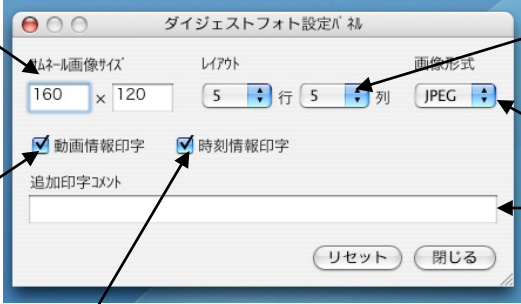 ダイジェストフォト設定パネル
サムネール画像サイズ レイアウト 画像形式
160 x 120 5 行 5 列 JPEG
動画情報印字 時刻情報印字
追加印字コメント
リセット 閉じる